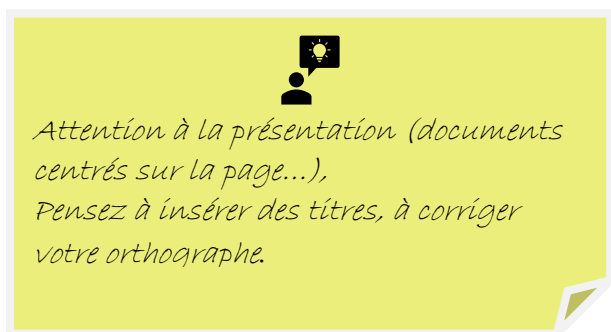 Attention à la présentation (documents
centrés sur la page...),
Pensez à insérer des titres, à corriger
votre orthographe.